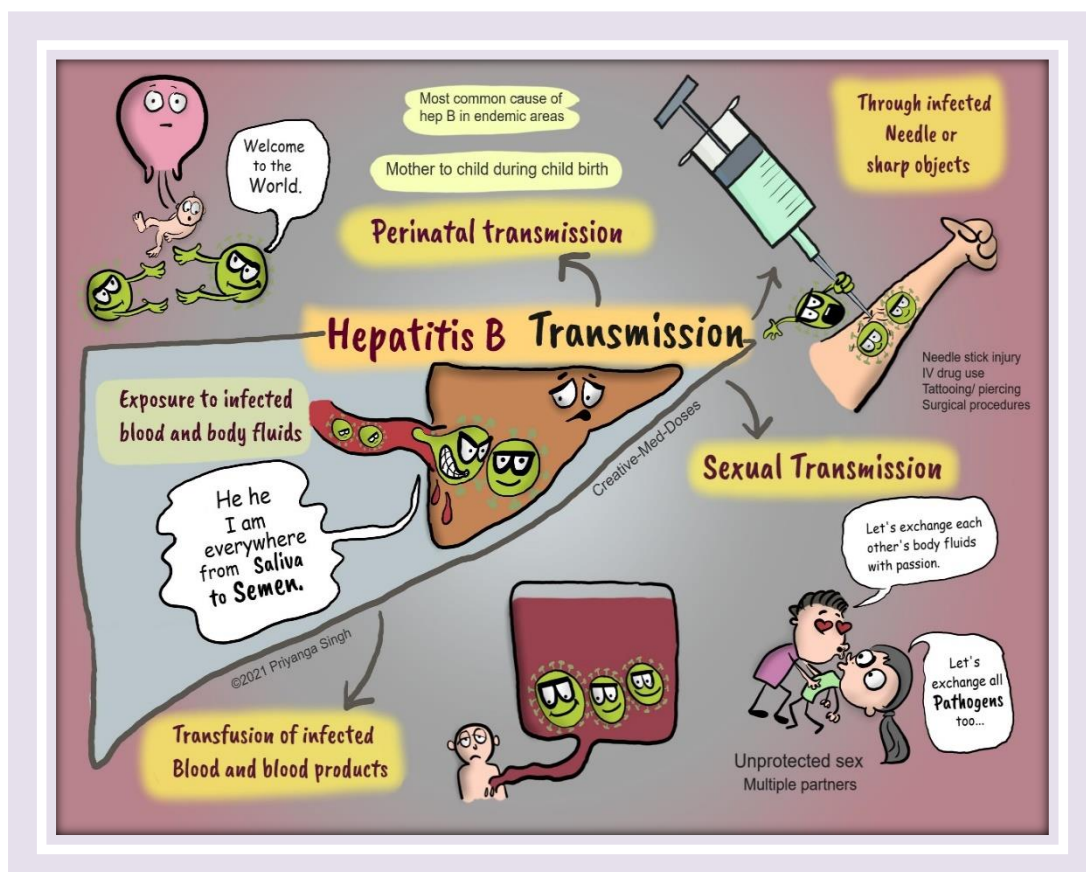 Hepatitis B Transmission
Most common cause of
hep B in endemic areas
Mother to child during child birth
Perinatal transmission
Welcome
to the
World.
Through infected
Needle or
sharp objects
B
B
Needle stick injury
IV drug use
Tattooing/ piercing
Surgical procedures
Exposure to infected
blood and body fluids
He he
I am
everywhere
from Saliva
to Semen.
Creative-Med-Doses
©2021 Priyanga Singh
Sexual Transmission
Let's exchange each
other's body fluids
with passion.
Let's
exchange all
Pathogens
too...
Unprotected sex
Multiple partners
Transfusion of infected
Blood and blood products